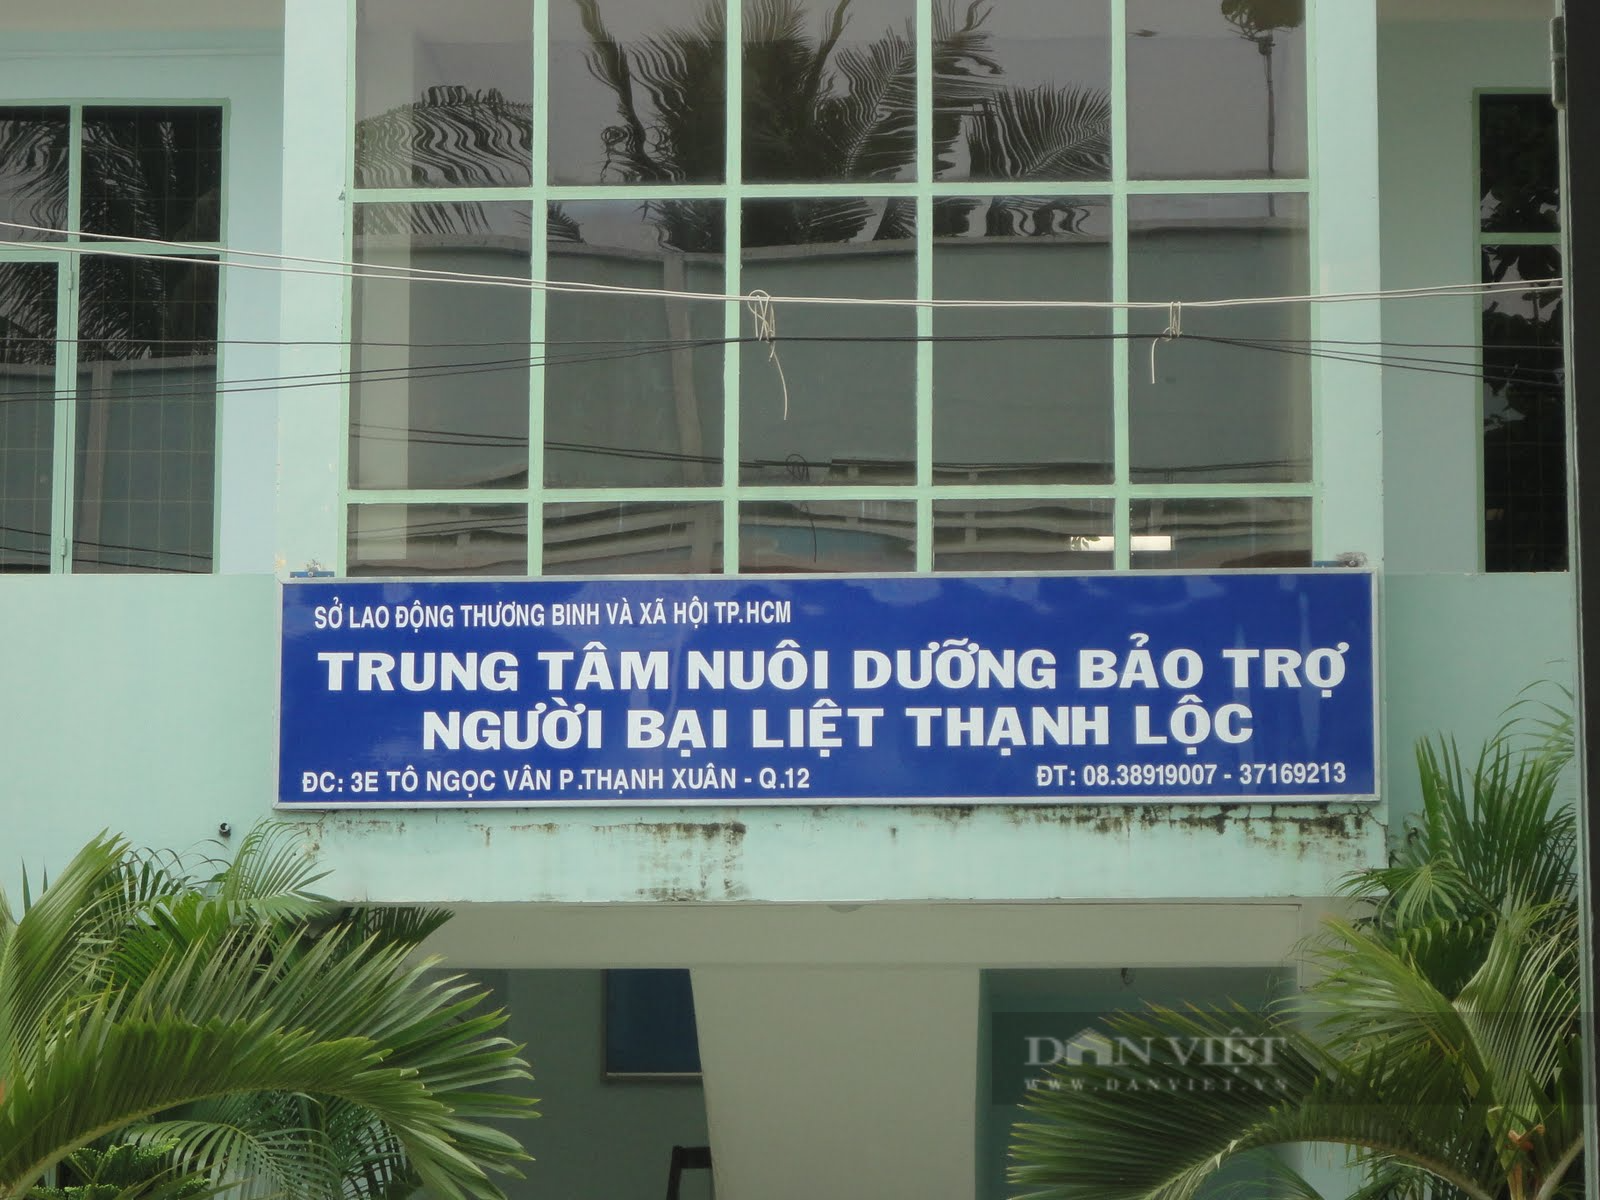 SỞ LAO ĐỘNG THƯƠNG BINH VÀ XÃ HỘI TP.HCM
TRUNG TÂM NUÔI DƯỠNG BẢO TRỢ
NGƯỜI BẠI LIỆT THẠNH LỘC
ĐC: 3E TÔ NGỌC VÂN P.THẠNH XUÂN - Q.12 ĐT: 08.38919007 - 37169213
DÂN VIỆT
WWW.DANVIET.VN